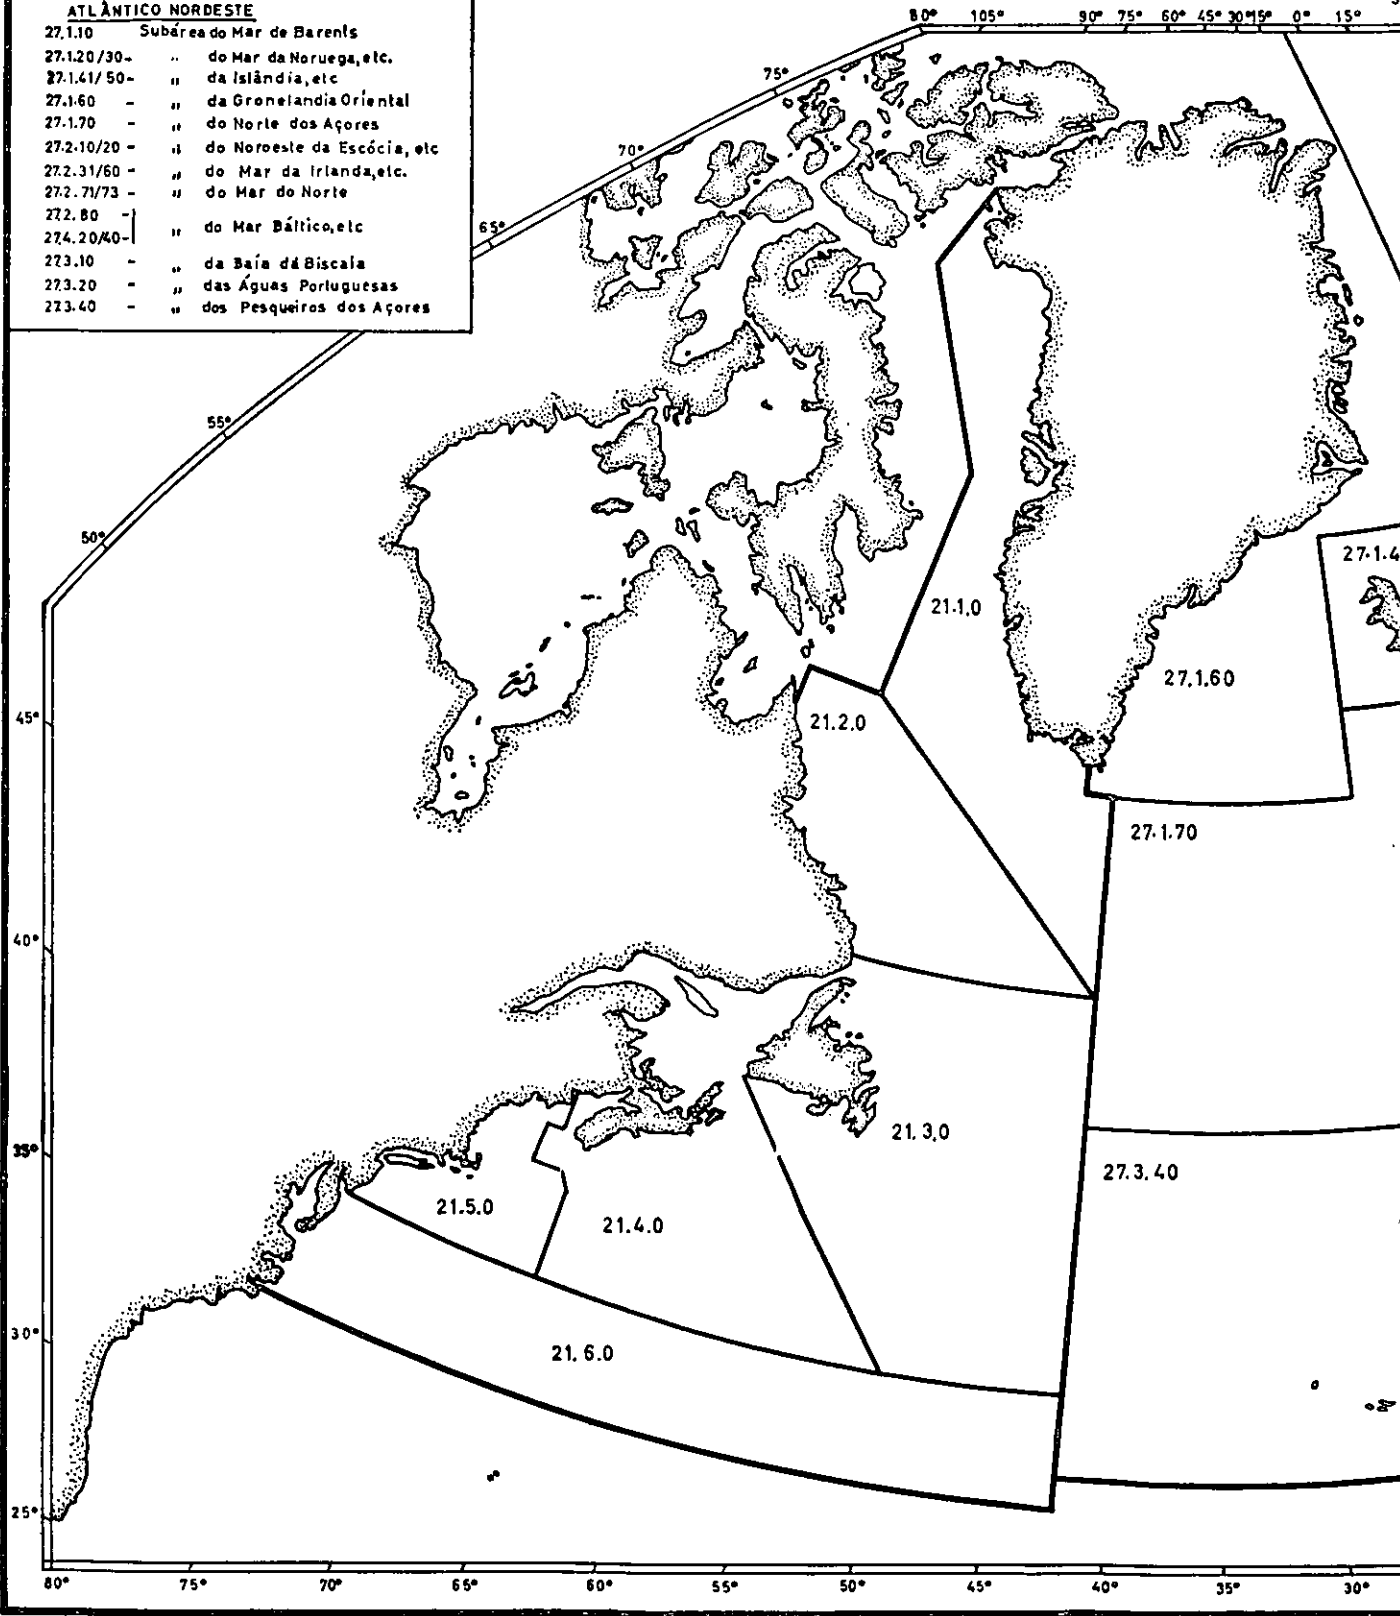 ATLÂNTICO NORDESTE
27.1.10 Subárea do Mar de Barents
27.1.20/30- " do Mar da Noruega, etc.
27.1.41/50- " da Islândia, etc
27.1.60 - " da Gronelandia Oriental
27.1.70 - " do Norte dos Açores
27.2.10/20 - " do Noroeste da Escócia, etc
27.2.31/60 - " do Mar da Irlanda, etc.
27.2.71/73 - " do Mar do Norte
27.2.80 -
27.4.20/40- " do Mar Báltico, etc
27.3.10 - " da Baía dá Biscaia
27.3.20 - " das Águas Portuguesas
27.3.40 - " dos Pesqueiros dos Açores
80° 105° 90° 75° 60° 45° 30° 15° 0° 15°
75°
70°
65°
55°
50°
45°
40°
35°
30°
25°
27.1.4
21.1.0
27.1.60
21.2.0
27.1.70
21.3.0
27.3.40
21.5.0
21.4.0
21.6.0
80° 75° 70° 65° 60° 55° 50° 45° 40° 35° 30°